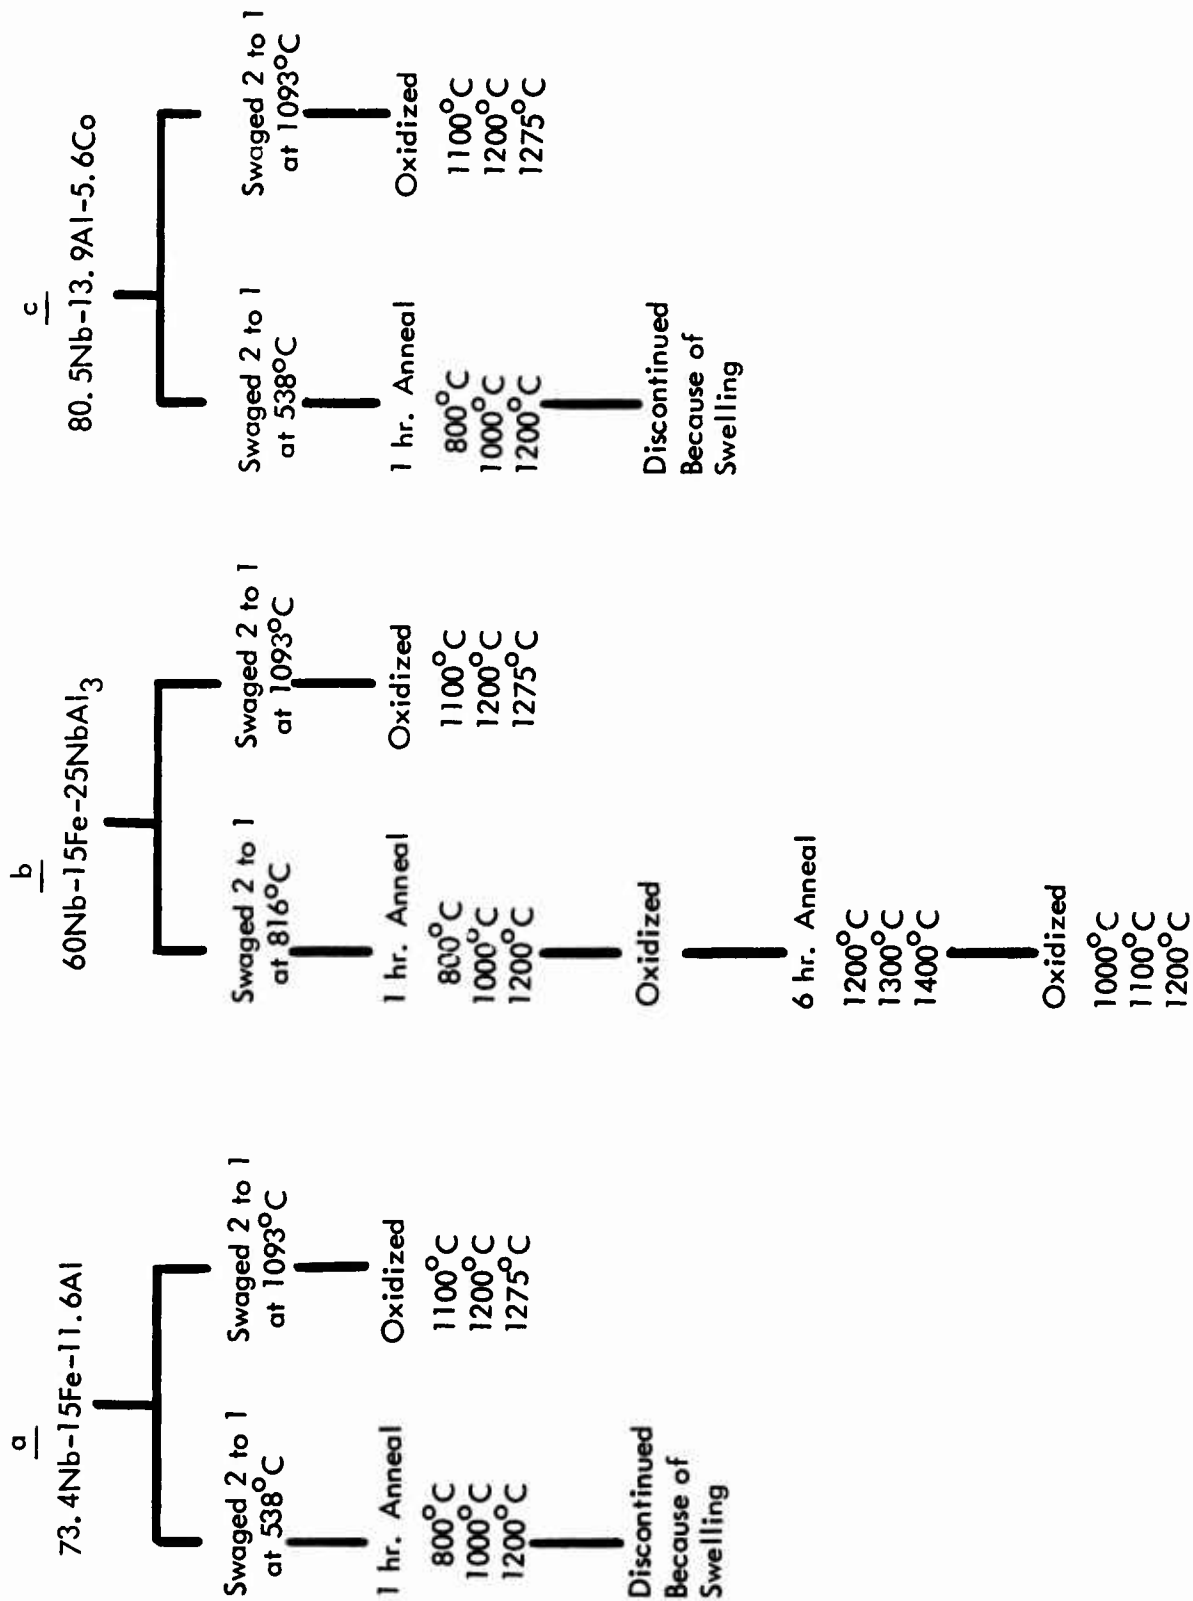 a
73.4Nb-15Fe-11.6Al
Swaged 2 to 1
at 538°C
1 hr. Anneal
800°C
1000°C
1200°C
Discontinued
Because of
Swelling
Swaged 2 to 1
at 1093°C
Oxidized
1100°C
1200°C
1275°C
b
60Nb-15Fe-25NbAl₃
Swaged 2 to 1
at 816°C
1 hr. Anneal
800°C
1000°C
1200°C
Oxidized
6 hr. Anneal
1200°C
1300°C
1400°C
Oxidized
1000°C
1100°C
1200°C
Swaged 2 to 1
at 1093°C
Oxidized
1100°C
1200°C
1275°C
c
80.5Nb-13.9Al-5.6Co
Swaged 2 to 1
at 538°C
1 hr. Anneal
800°C
1000°C
1200°C
Discontinued
Because of
Swelling
Swaged 2 to 1
at 1093°C
Oxidized
1100°C
1200°C
1275°C